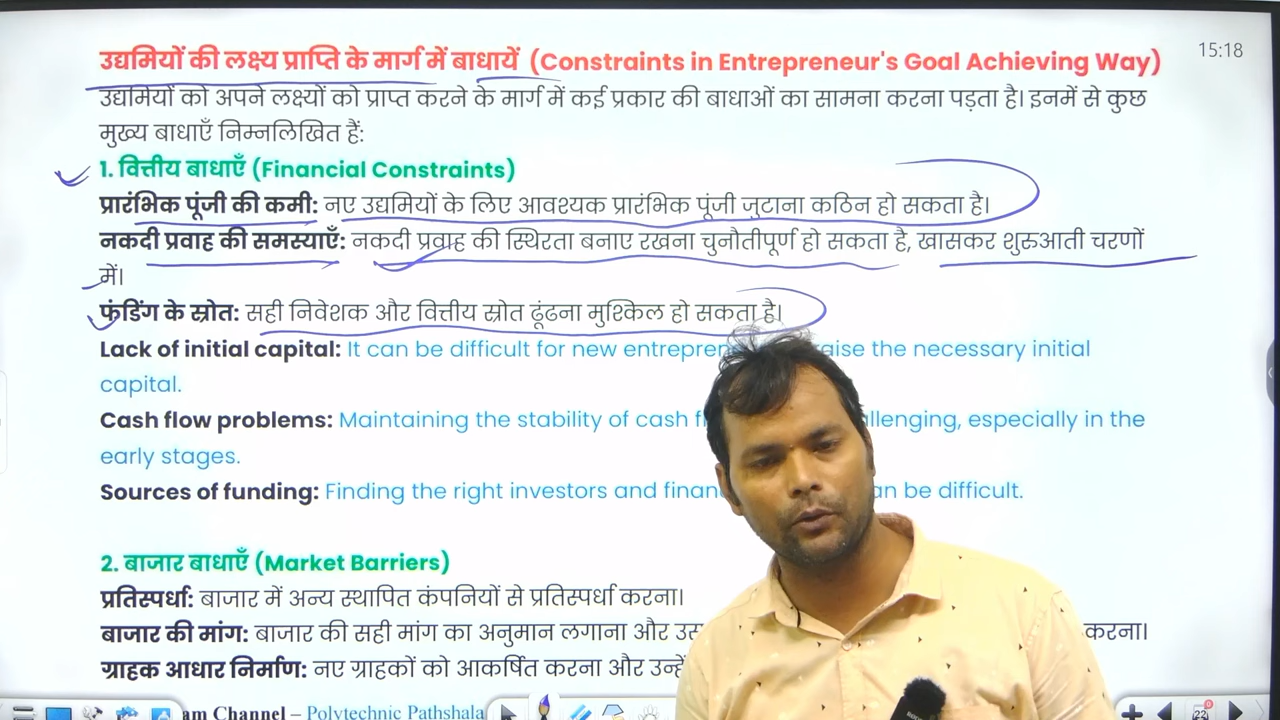 उद्यमियों की लक्ष्य प्राप्ति के मार्ग में बाधायें (Constraints in Entrepreneur's Goal Achieving Way)
15:18
उद्यमियों को अपने लक्ष्यों को प्राप्त करने के मार्ग में कई प्रकार की बाधाओं का सामना करना पड़ता है। इनमें से कुछ
मुख्य बाधाएँ निम्नलिखित हैं:
1. वित्तीय बाधाएँ (Financial Constraints)
प्रारंभिक पूंजी की कमी: नए उद्यमियों के लिए आवश्यक प्रारंभिक पूंजी जुटाना कठिन हो सकता है।
नकदी प्रवाह की समस्याएँ: नकदी प्रवाह की स्थिरता बनाए रखना चुनौतीपूर्ण हो सकता है, खासकर शुरुआती चरणों
में।
फंडिंग के स्रोत: सही निवेशक और वित्तीय स्रोत ढूंढना मुश्किल हो सकता है।
Lack of initial capital: It can be difficult for new the necessary initial
capital.
Cash flow problems: Maintaining the stability of cash especially in the
early stages.
Sources of funding: Finding the right investors and be difficult.
2. बाजार बाधाएँ (Market Barriers)
प्रतिस्पर्धा: बाजार में अन्य स्थापित कंपनियों से प्रतिस्पर्धा करना।
बाजार की मांग: बाजार की सही मांग का अनुमान लगाना और करना।
ग्राहक आधार निर्माण: नए ग्राहकों को आकर्षित करना और उन्हें
am Channel – Polytechnic Pathshala
23